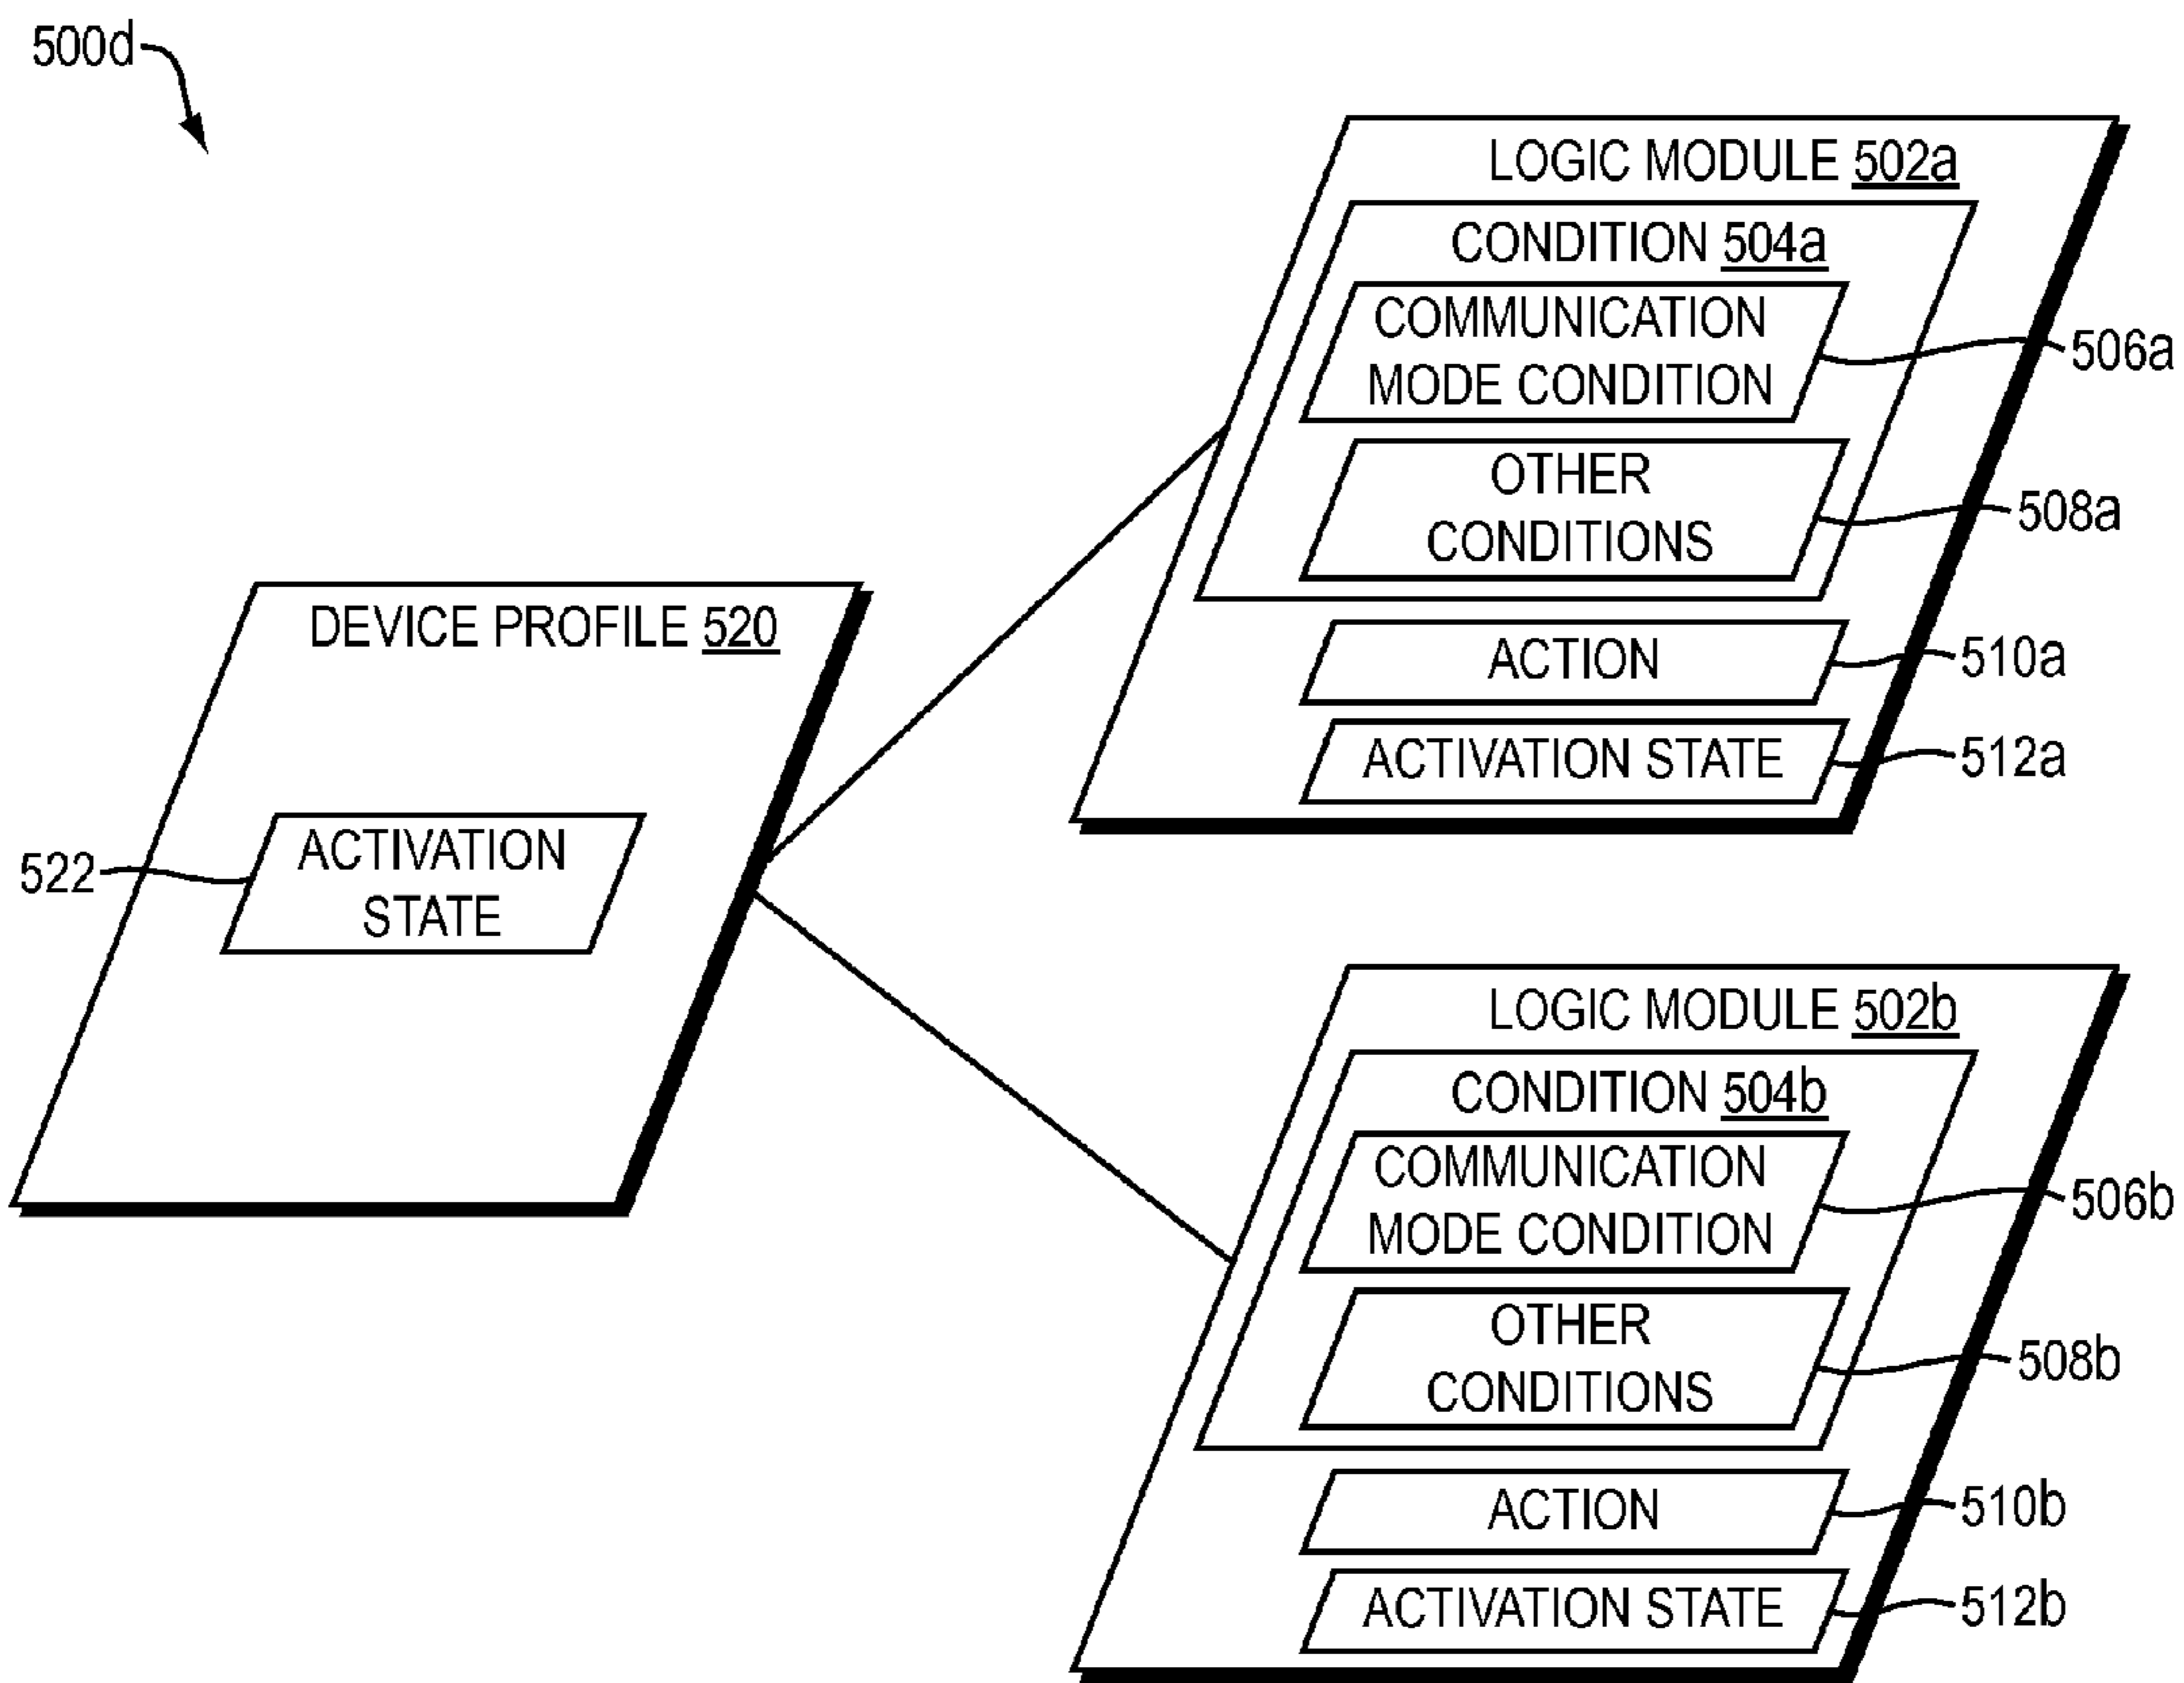 500d
LOGIC MODULE 502a
CONDITION 504a
COMMUNICATION
MODE CONDITION
506a
OTHER
CONDITIONS
508a
ACTION
510a
ACTIVATION STATE
512a
DEVICE PROFILE 520
ACTIVATION
STATE
522
LOGIC MODULE 502b
CONDITION 504b
COMMUNICATION
MODE CONDITION
506b
OTHER
CONDITIONS
508b
ACTION
510b
ACTIVATION STATE
512b